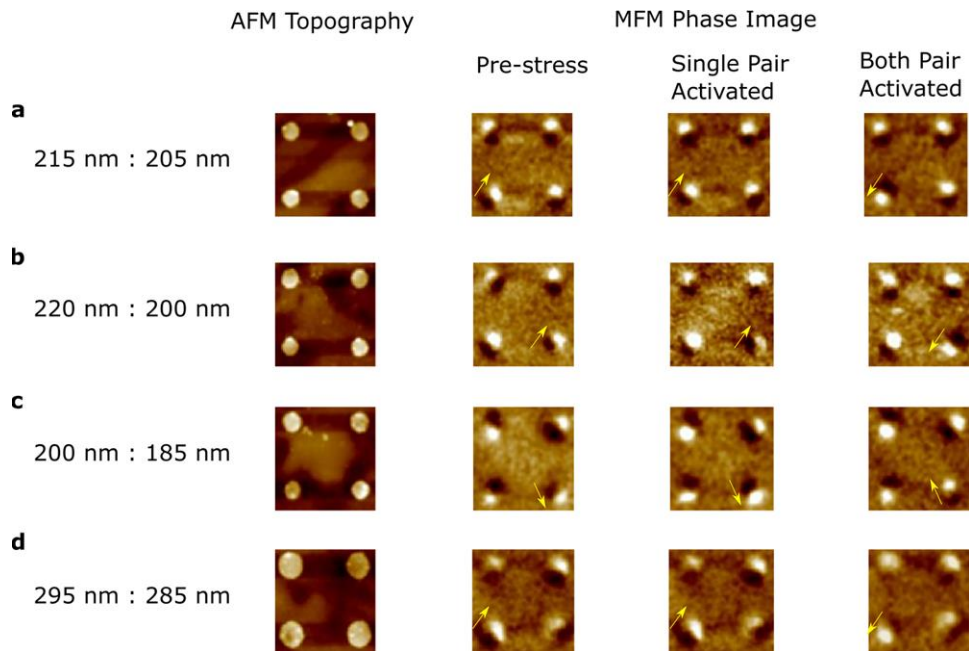 AFM Topography
MFM Phase Image
Pre-stress
Single Pair
Activated
Both Pair
Activated
a
215 nm : 205 nm
b
220 nm : 200 nm
c
200 nm : 185 nm
d
295 nm : 285 nm